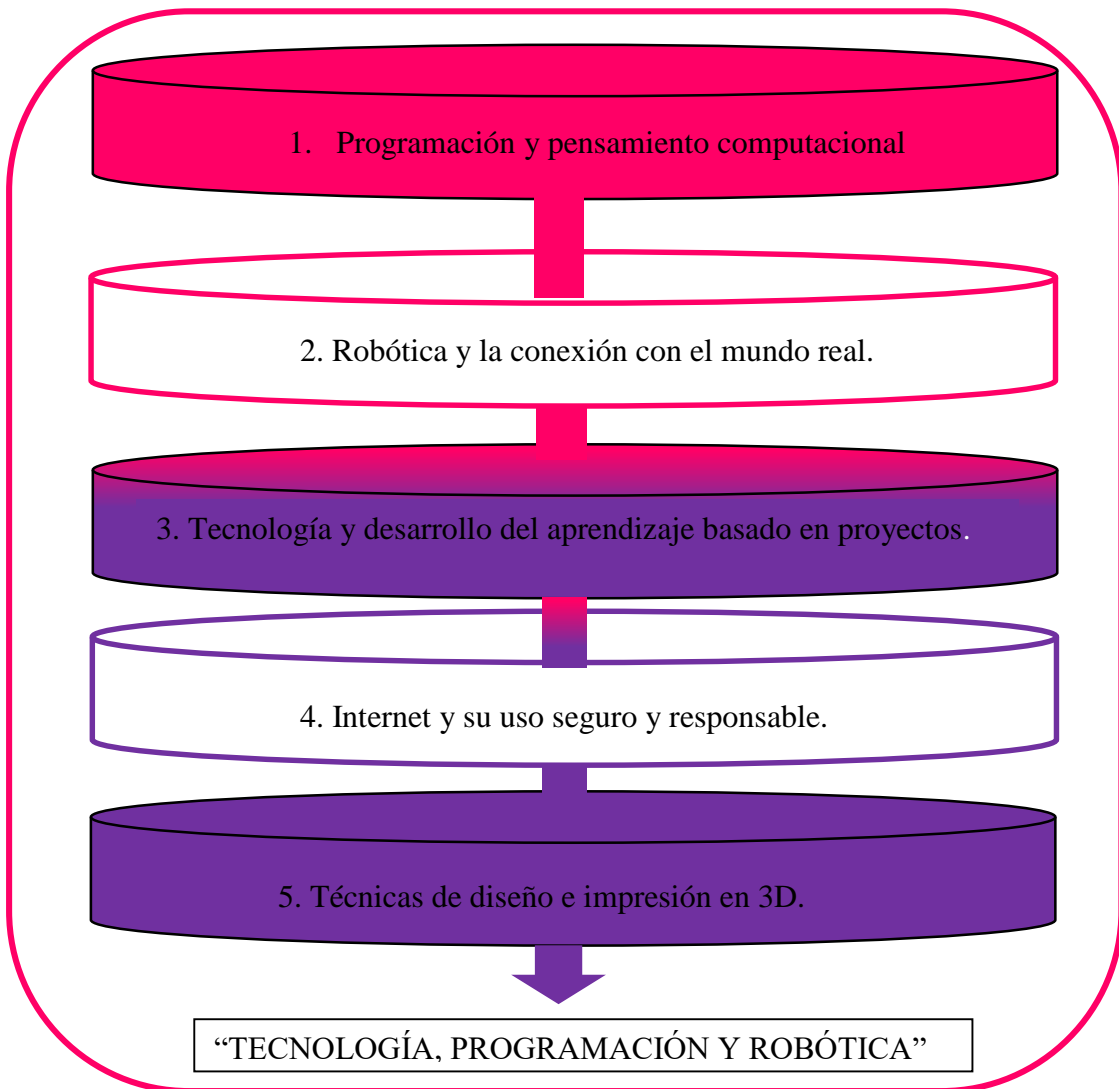 1. Programación y pensamiento computacional
2. Robótica y la conexión con el mundo real.
3. Tecnología y desarrollo del aprendizaje basado en proyectos.
4. Internet y su uso seguro y responsable.
5. Técnicas de diseño e impresión en 3D.
“TECNOLOGÍA, PROGRAMACIÓN Y ROBÓTICA”